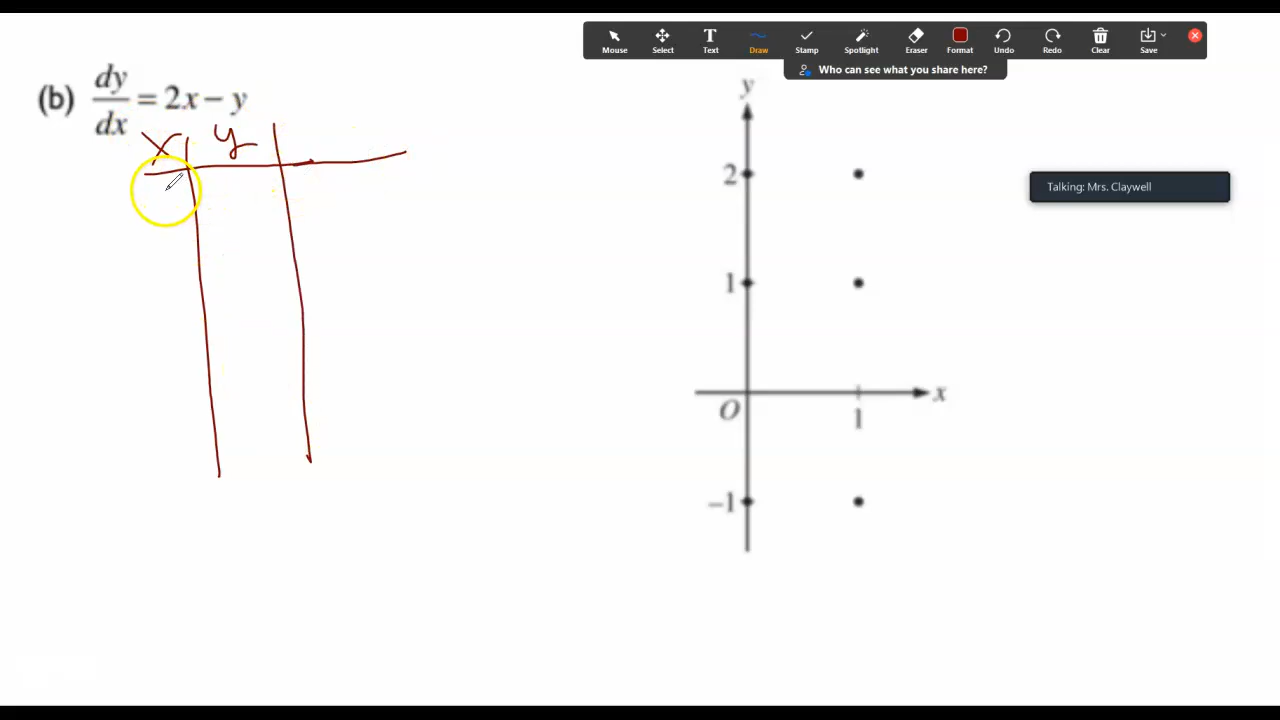 Mouse Select Text Draw Stamp Spotlight Eraser Format Undo Redo Clear Save
Who can see what you share here?
(b) dy/dx = 2x − y
x y
y
2
Talking: Mrs. Claywell
1
O 1 x
−1